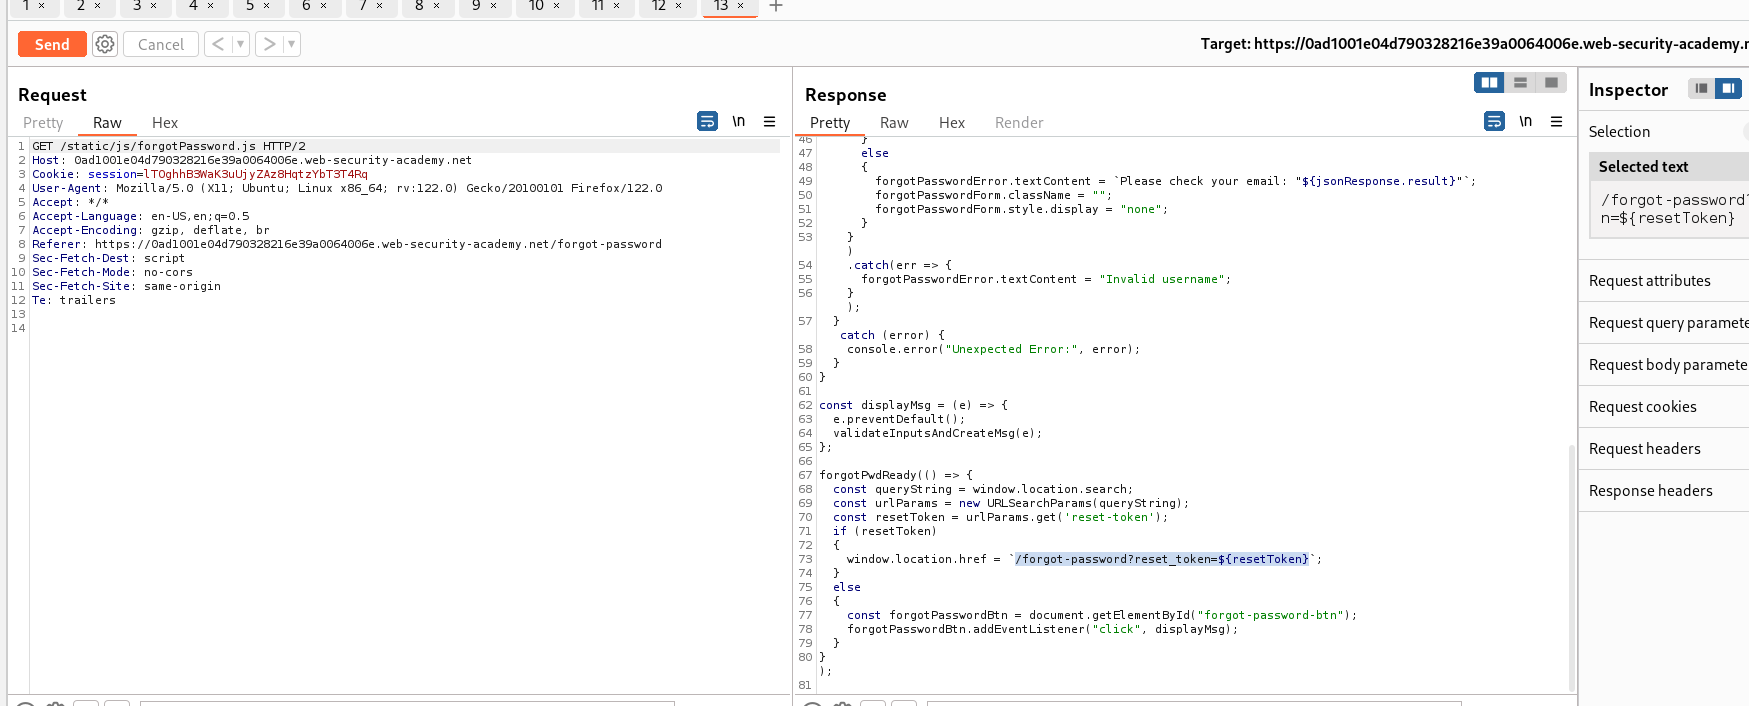 1 × 2 × 3 × 4 × 5 × 6 × 7 × 8 × 9 × 10 × 11 × 12 × 13 × +
Send Cancel < ▾ > ▾ Target: https://0ad1001e04d790328216e39a0064006e.web-security-academy.
Request
Pretty Raw Hex \n ≡
1 GET /static/js/forgotPassword.js HTTP/2
2 Host: 0ad1001e04d790328216e39a0064006e.web-security-academy.net
3 Cookie: session=lTOghhB3WaK3uUjyZAz8HqtzYbT3T4Rq
4 User-Agent: Mozilla/5.0 (X11; Ubuntu; Linux x86_64; rv:122.0) Gecko/20100101 Firefox/122.0
5 Accept: */*
6 Accept-Language: en-US,en;q=0.5
7 Accept-Encoding: gzip, deflate, br
8 Referer: https://0ad1001e04d790328216e39a0064006e.web-security-academy.net/forgot-password
9 Sec-Fetch-Dest: script
10 Sec-Fetch-Mode: no-cors
11 Sec-Fetch-Site: same-origin
12 Te: trailers
13
14
Response
Pretty Raw Hex Render \n ≡
46 }
47 else
48 {
49 forgotPasswordError.textContent = `Please check your email: "${jsonResponse.result}"`;
50 forgotPasswordForm.className = "";
51 forgotPasswordForm.style.display = "none";
52 }
53 }
)
54 .catch(err => {
55 forgotPasswordError.textContent = "Invalid username";
56 }
);
57 }
catch (error) {
58 console.error("Unexpected Error:", error);
59 }
60 }
61
62 const displayMsg = (e) => {
63 e.preventDefault();
64 validateInputsAndCreateMsg(e);
65 };
66
67 forgotPwdReady(() => {
68 const queryString = window.location.search;
69 const urlParams = new URLSearchParams(queryString);
70 const resetToken = urlParams.get('reset-token');
71 if (resetToken)
72 {
73 window.location.href = `/forgot-password?reset_token=${resetToken}`;
74 }
75 else
76 {
77 const forgotPasswordBtn = document.getElementById("forgot-password-btn");
78 forgotPasswordBtn.addEventListener("click", displayMsg);
79 }
80 }
);
81
Inspector
Selection
Selected text
/forgot-password?
n=${resetToken}
Request attributes
Request query paramete
Request body paramete
Request cookies
Request headers
Response headers